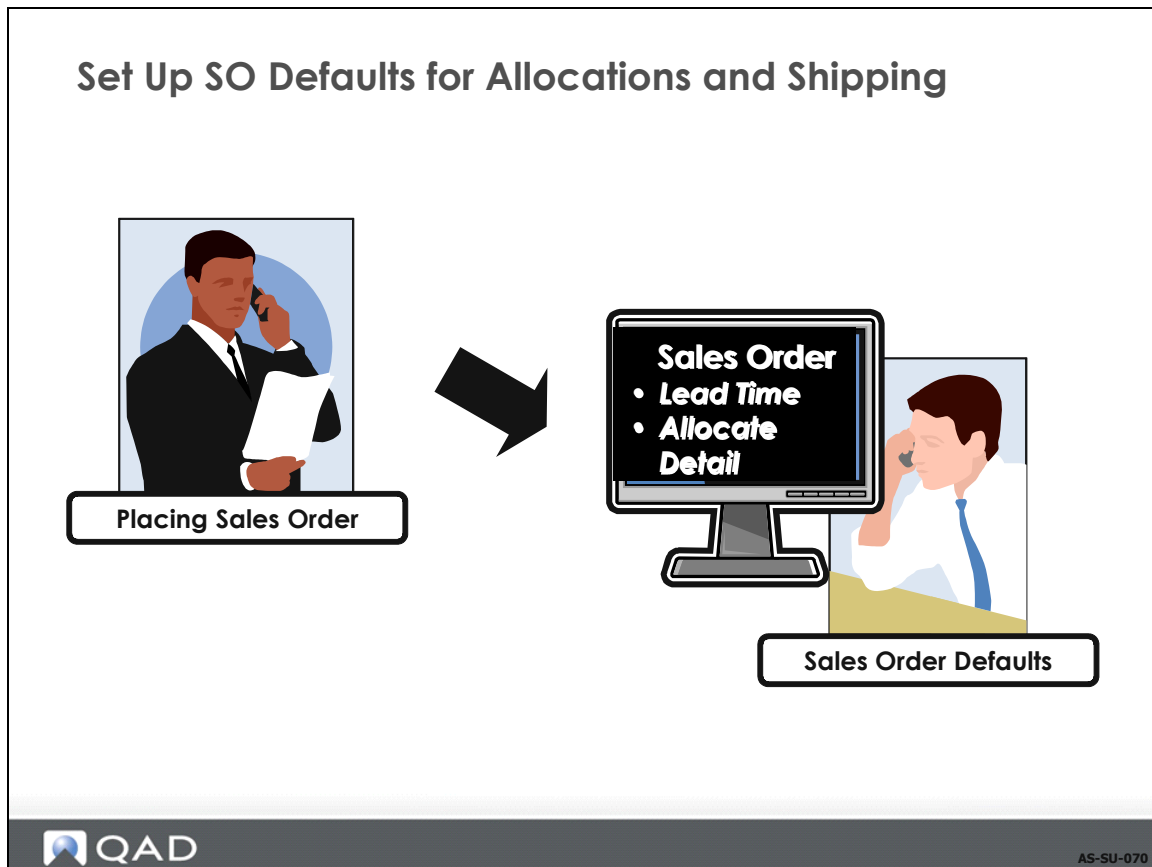 Set Up SO Defaults for Allocations and Shipping
Sales Order
• Lead Time
• Allocate
Detail
Placing Sales Order
Sales Order Defaults
QAD
AS-SU-070